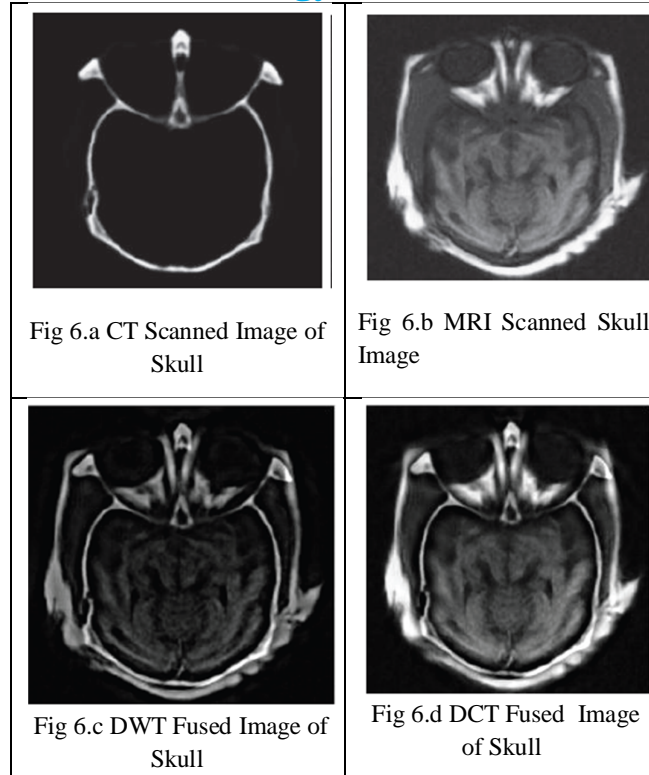 Fig 6.a CT Scanned Image of
Skull
Fig 6.b MRI Scanned Skull
Image
Fig 6.c DWT Fused Image of
Skull
Fig 6.d DCT Fused Image
of Skull